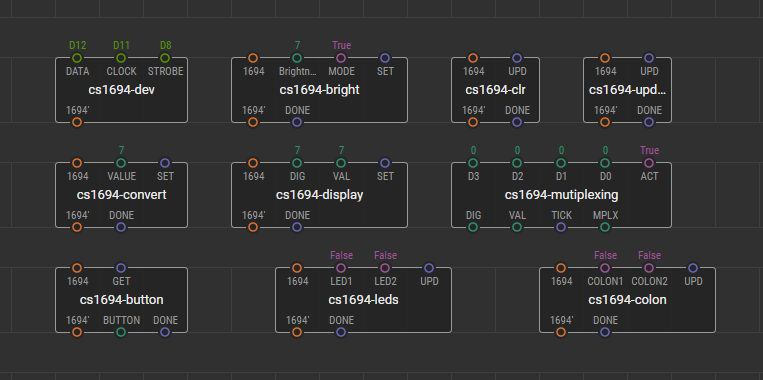 D12 D11 D8 7 True
DATA CLOCK STROBE 1694 Brightn... MODE SET 1694 UPD 1694 UPD
cs1694-dev cs1694-bright cs1694-clr cs1694-upd...
1694' 1694' DONE 1694' DONE 1694' DONE
7 7 7 0 0 0 0 True
1694 VALUE SET 1694 DIG VAL SET D3 D2 D1 D0 ACT
cs1694-convert cs1694-display cs1694-mutiplexing
1694' DONE 1694' DONE DIG VAL TICK MPLX
False False False False
1694 GET 1694 LED1 LED2 UPD 1694 COLON1 COLON2 UPD
cs1694-button cs1694-leds cs1694-colon
1694' BUTTON DONE 1694' DONE 1694' DONE